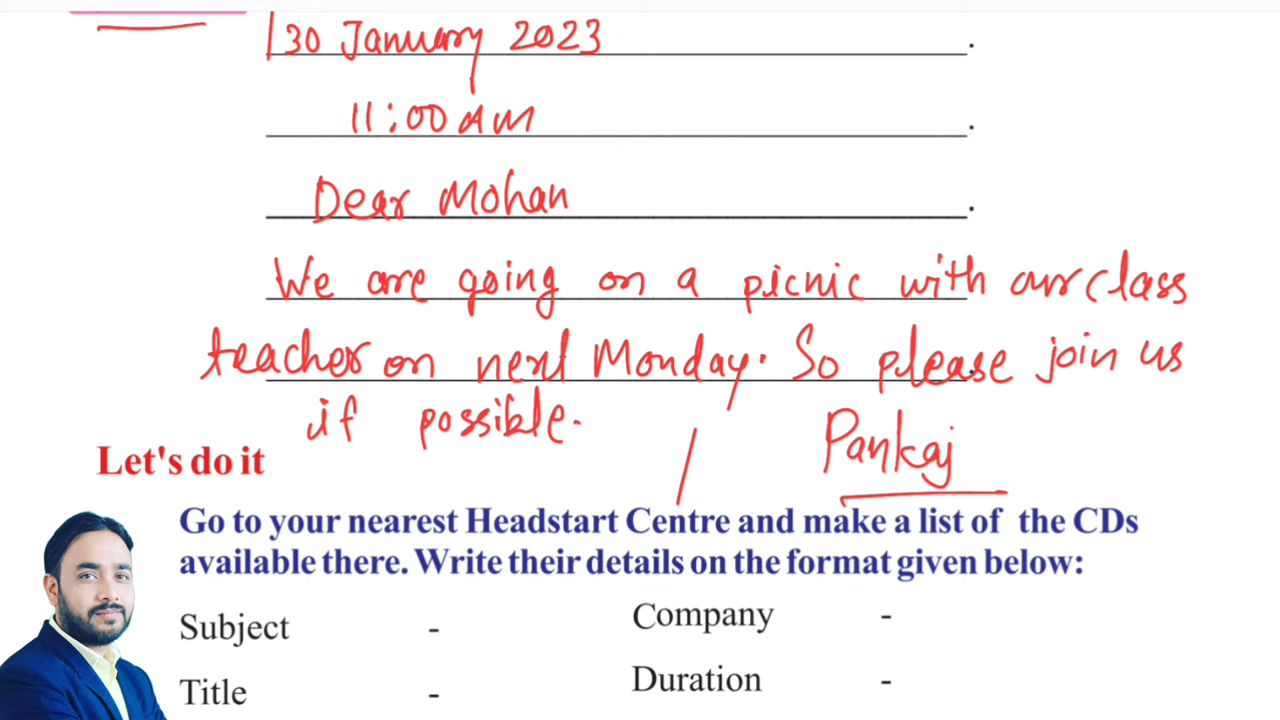 30 January 2023
11:00 AM
Dear Mohan
We are going on a picnic with our class
teacher on next Monday. So please join us
if possible.
Pankaj
Let's do it
Go to your nearest Headstart Centre and make a list of the CDs
available there. Write their details on the format given below:
Subject - Company -
Title - Duration -